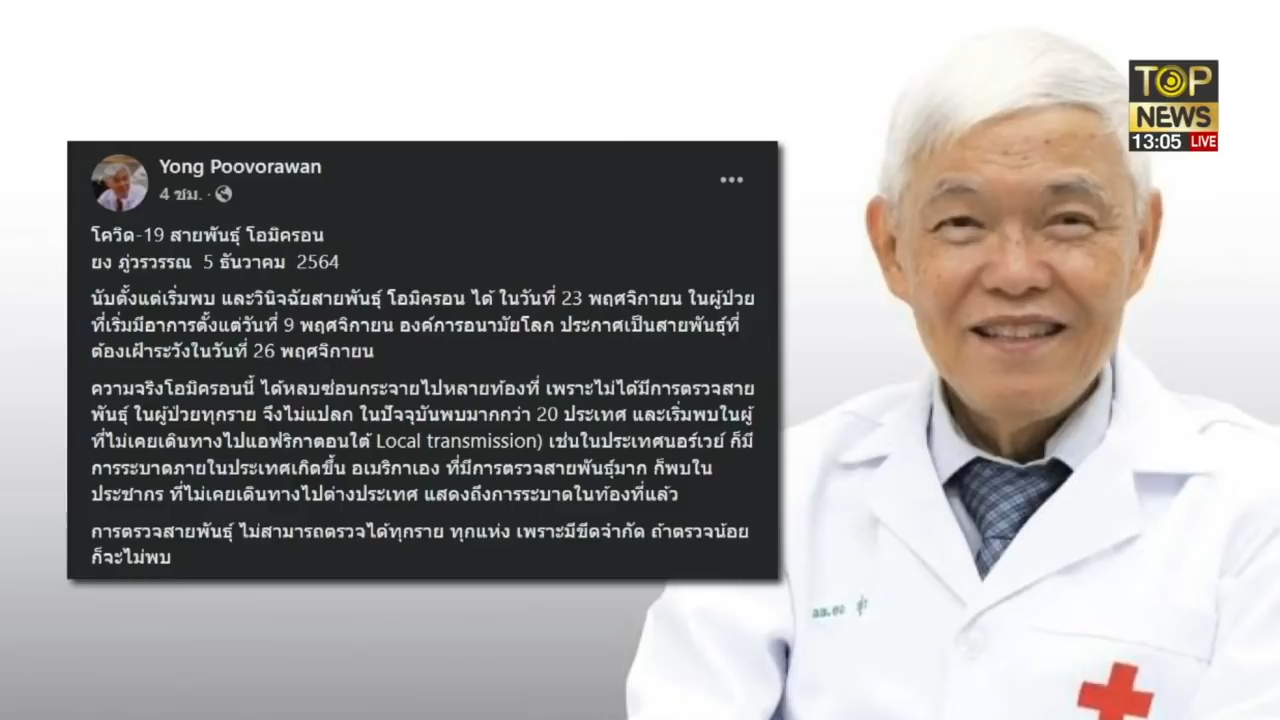 TOP
NEWS
13:05 LIVE
Yong Poovorawan
4 ชม. ·
โควิด-19 สายพันธุ์ โอมิครอน
ยง ภู่วรวรรณ 5 ธันวาคม 2564
นับตั้งแต่เริ่มพบ และวินิจฉัยสายพันธุ์ โอมิครอน ได้ ในวันที่ 23 พฤศจิกายน ในผู้ป่วย
ที่เริ่มมีอาการตั้งแต่วันที่ 9 พฤศจิกายน องค์การอนามัยโลก ประกาศเป็นสายพันธุ์ที่
ต้องเฝ้าระวังในวันที่ 26 พฤศจิกายน
ความจริงโอมิครอนนี้ ได้หลบซ่อนกระจายไปหลายท้องที่ เพราะไม่ได้มีการตรวจสาย
พันธุ์ ในผู้ป่วยทุกราย จึงไม่แปลก ในปัจจุบันพบมากกว่า 20 ประเทศ และเริ่มพบในผู้
ที่ไม่เคยเดินทางไปแอฟริกาตอนใต้ Local transmission) เช่นในประเทศนอร์เวย์ ก็มี
การระบาดภายในประเทศเกิดขึ้น อเมริกาเอง ที่มีการตรวจสายพันธุ์มาก ก็พบใน
ประชากร ที่ไม่เคยเดินทางไปต่างประเทศ แสดงถึงการระบาดในท้องที่แล้ว
การตรวจสายพันธุ์ ไม่สามารถตรวจได้ทุกราย ทุกแห่ง เพราะมีขีดจำกัด ถ้าตรวจน้อย
ก็จะไม่พบ